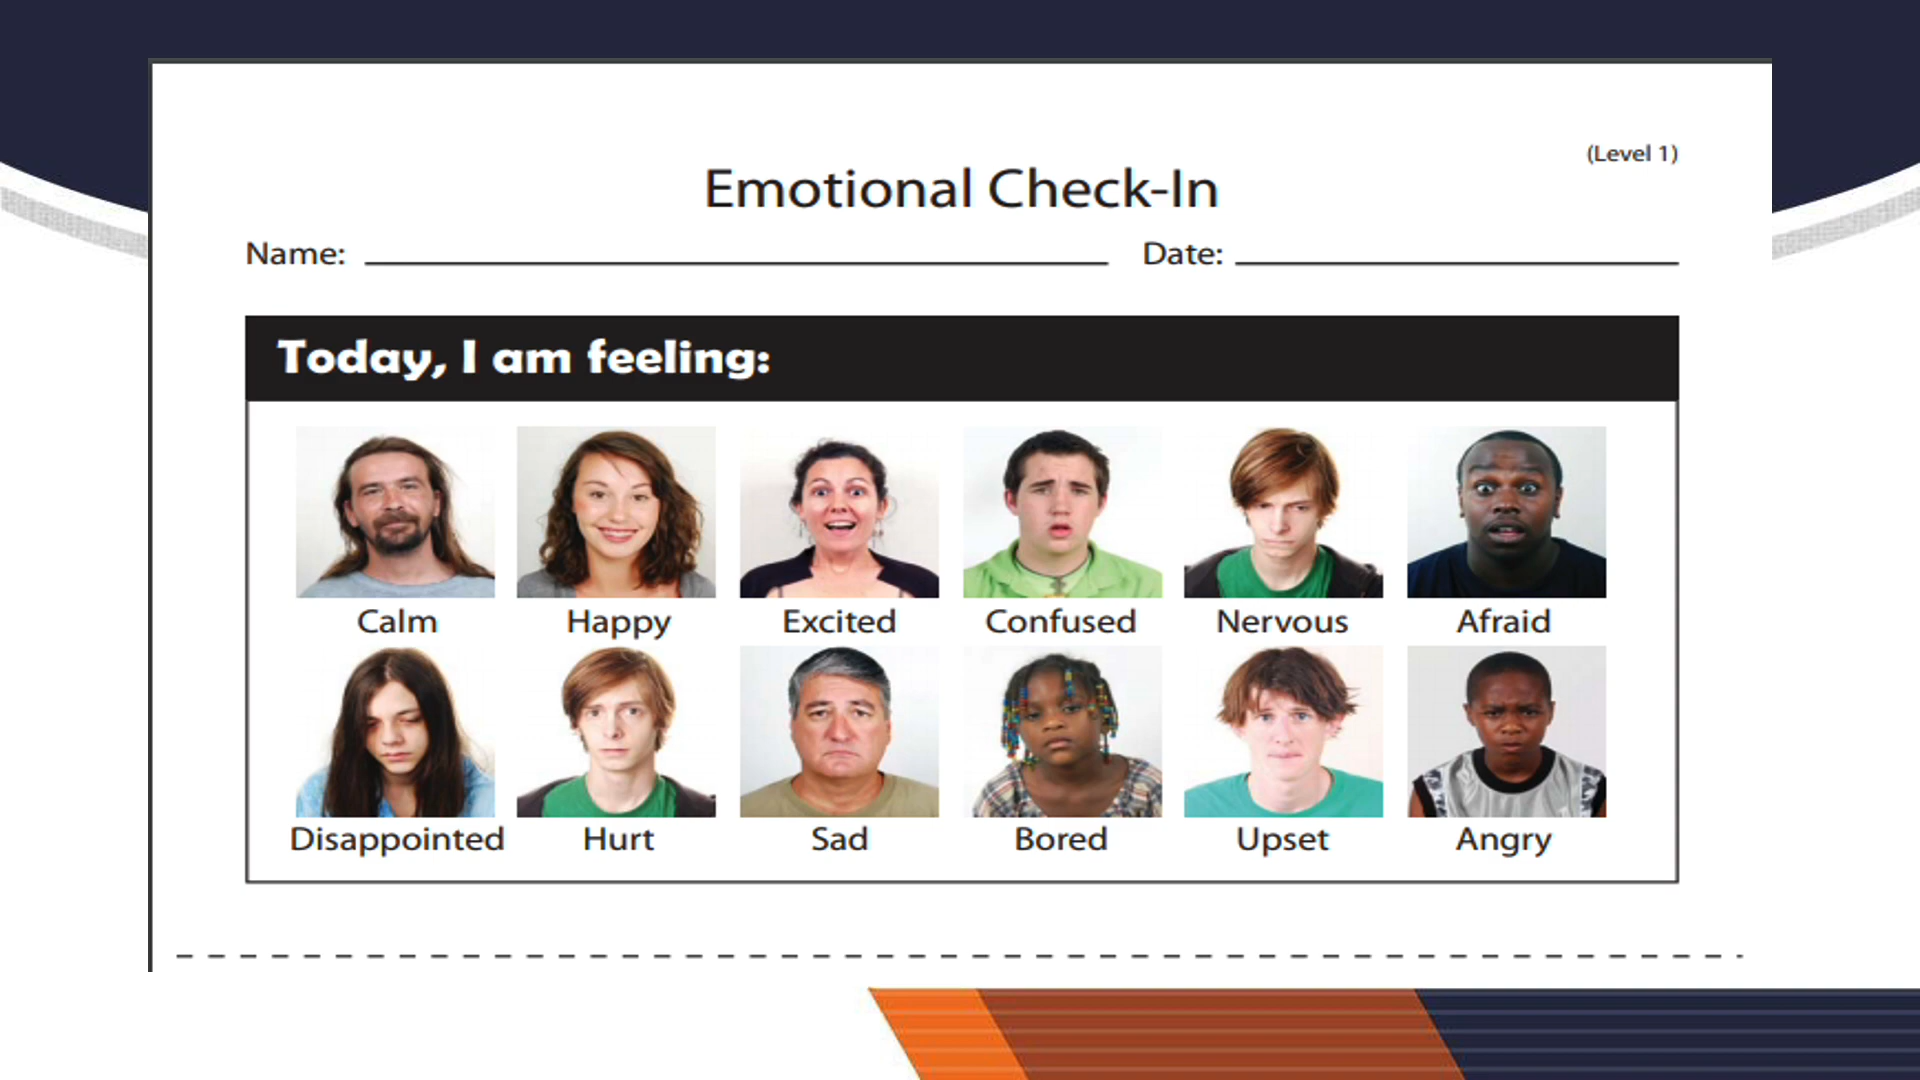 (Level 1)
Emotional Check-In
Name: Date:
Today, I am feeling:
Calm Happy Excited Confused Nervous Afraid
Disappointed Hurt Sad Bored Upset Angry